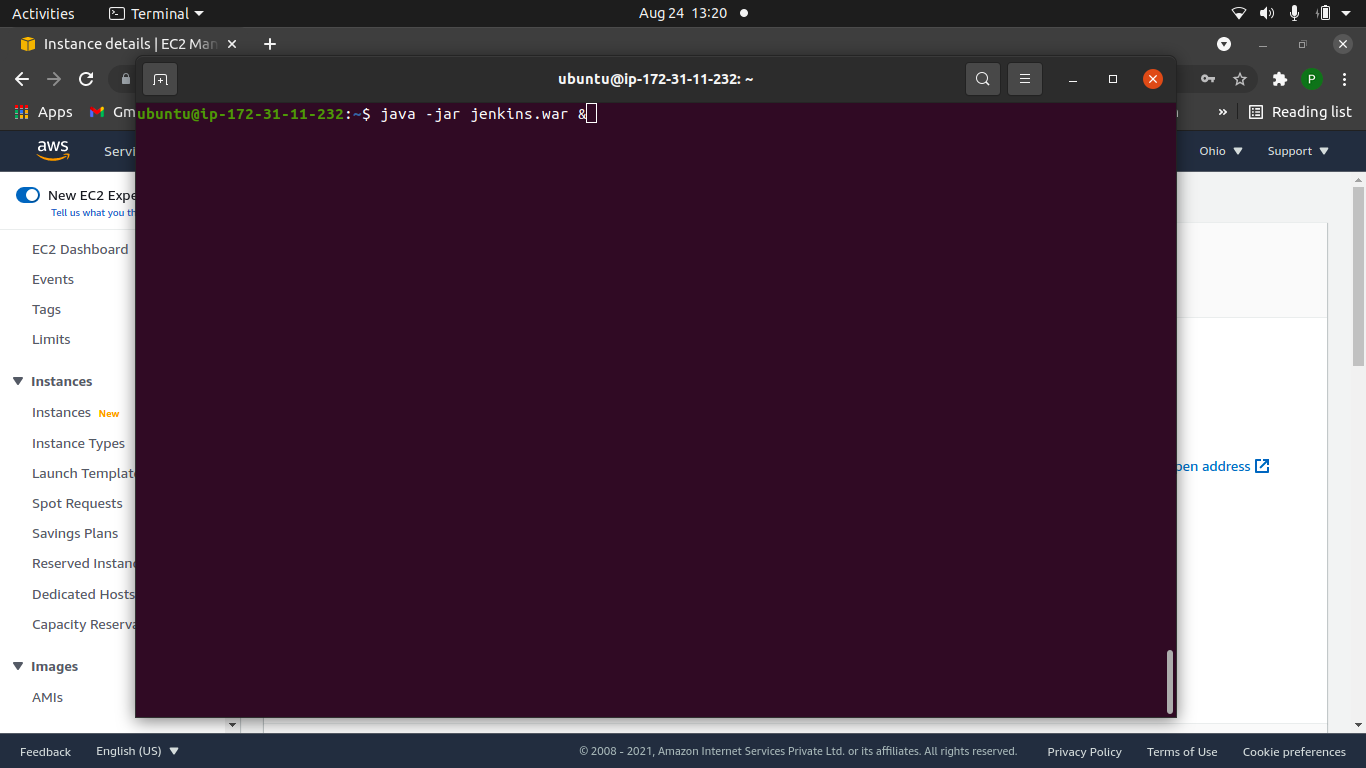 Activities Terminal Aug 24 13:20
Instance details | EC2 Man
ubuntu@ip-172-31-11-232: ~
Apps Gm » Reading list
P
ubuntu@ip-172-31-11-232:~$ java -jar jenkins.war &
aws Servi Ohio Support
New EC2 Expe
Tell us what you th
EC2 Dashboard
Events
Tags
Limits
Instances
Instances New
Instance Types
Launch Template
pen address
Spot Requests
Savings Plans
Reserved Instan
Dedicated Hosts
Capacity Reserva
Images
AMIs
Feedback English (US) © 2008 - 2021, Amazon Internet Services Private Ltd. or its affiliates. All rights reserved. Privacy Policy Terms of Use Cookie preferences